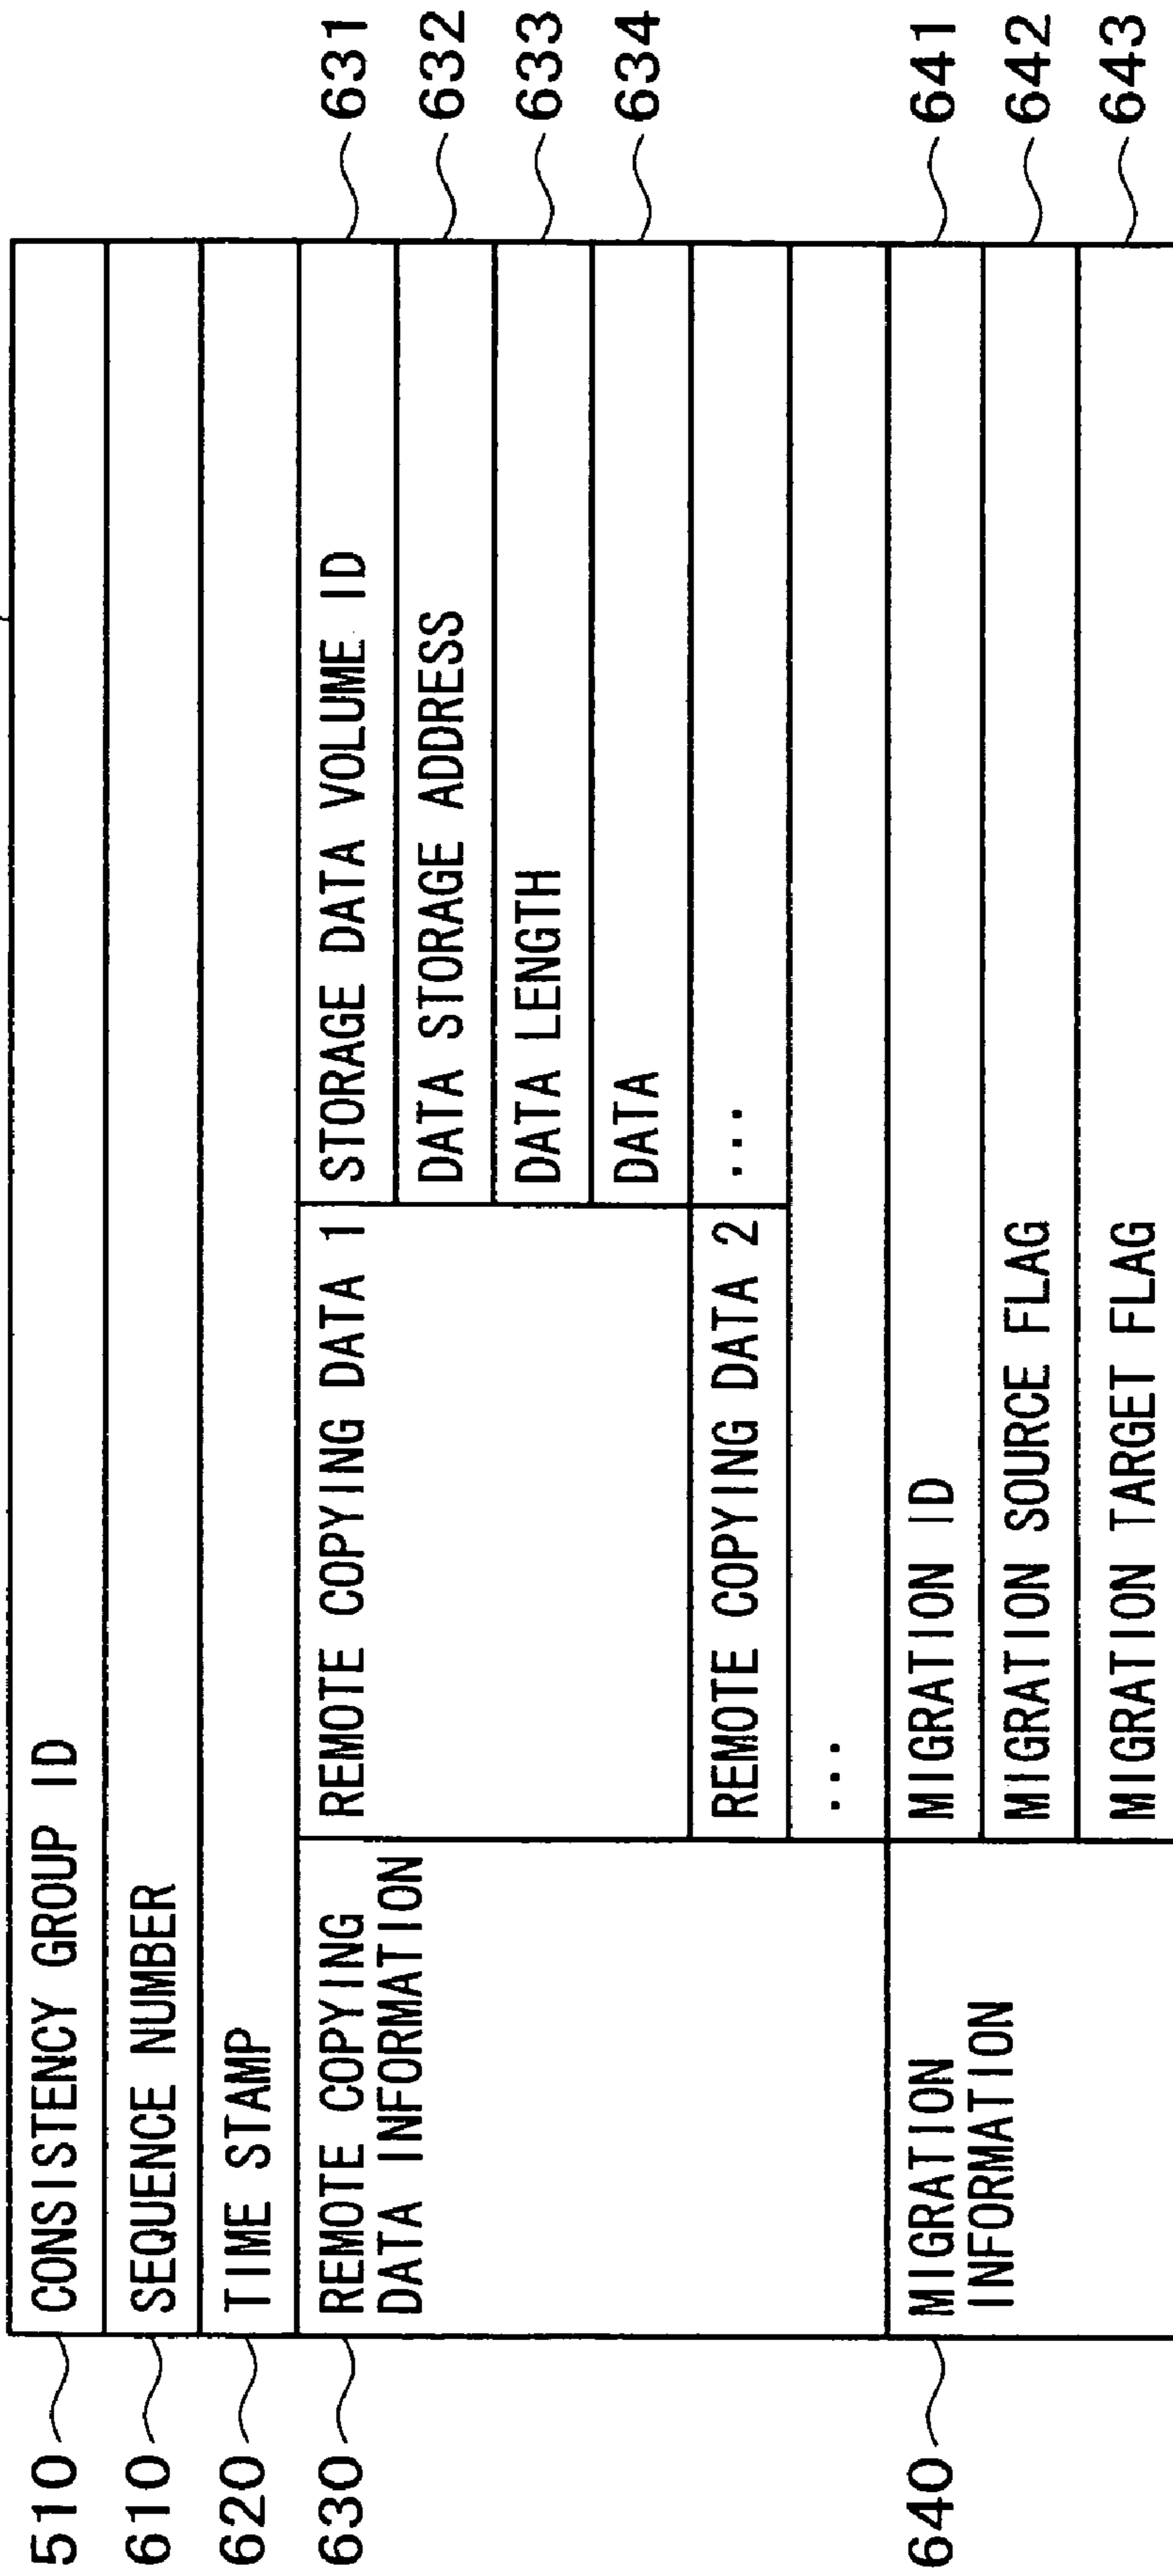 510
CONSISTENCY GROUP ID
610
SEQUENCE NUMBER
620
TIME STAMP
630
REMOTE COPYING
DATA INFORMATION
REMOTE COPYING DATA 1
STORAGE DATA VOLUME ID
631
DATA STORAGE ADDRESS
632
DATA LENGTH
633
DATA
634
REMOTE COPYING DATA 2
...
...
640
MIGRATION
INFORMATION
MIGRATION ID
641
MIGRATION SOURCE FLAG
642
MIGRATION TARGET FLAG
643